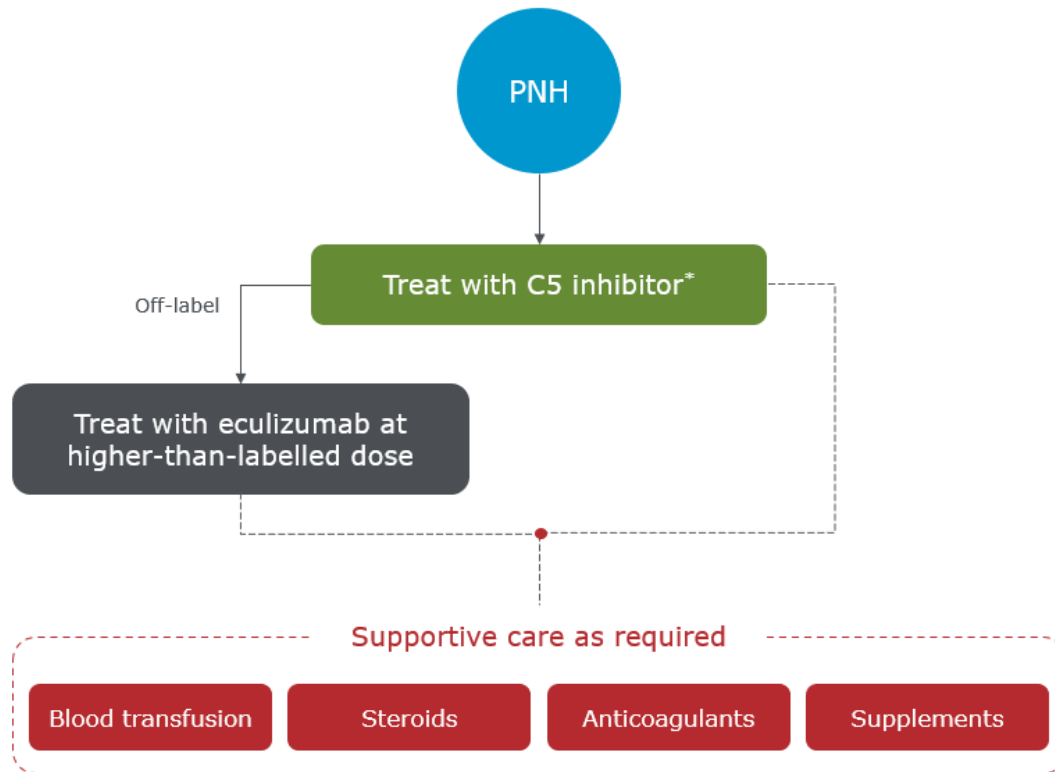 PNH
Treat with C5 inhibitor*
Off-label
Treat with eculizumab at
higher-than-labelled dose
Supportive care as required
Blood transfusion
Steroids
Anticoagulants
Supplements